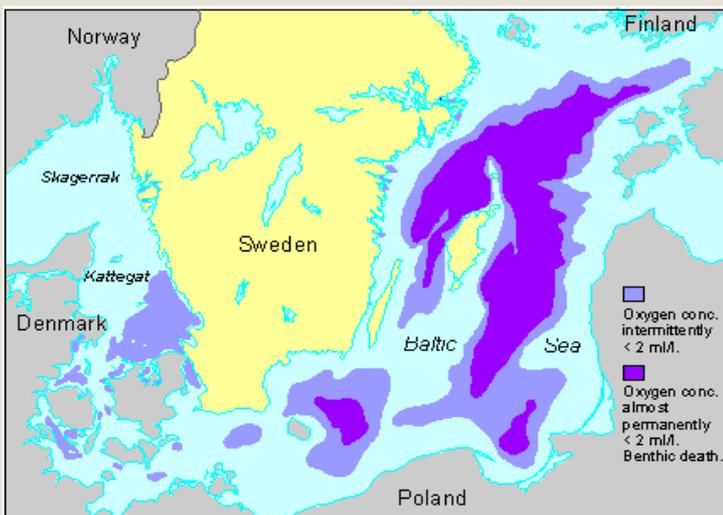 Norway
Finland
Skagerrak
Sweden
Kattegat
Denmark
Baltic Sea
Oxygen conc.
intermittently
< 2 ml/l.
Oxygen conc.
almost
permanently
< 2 ml/l.
Benthic death.
Poland